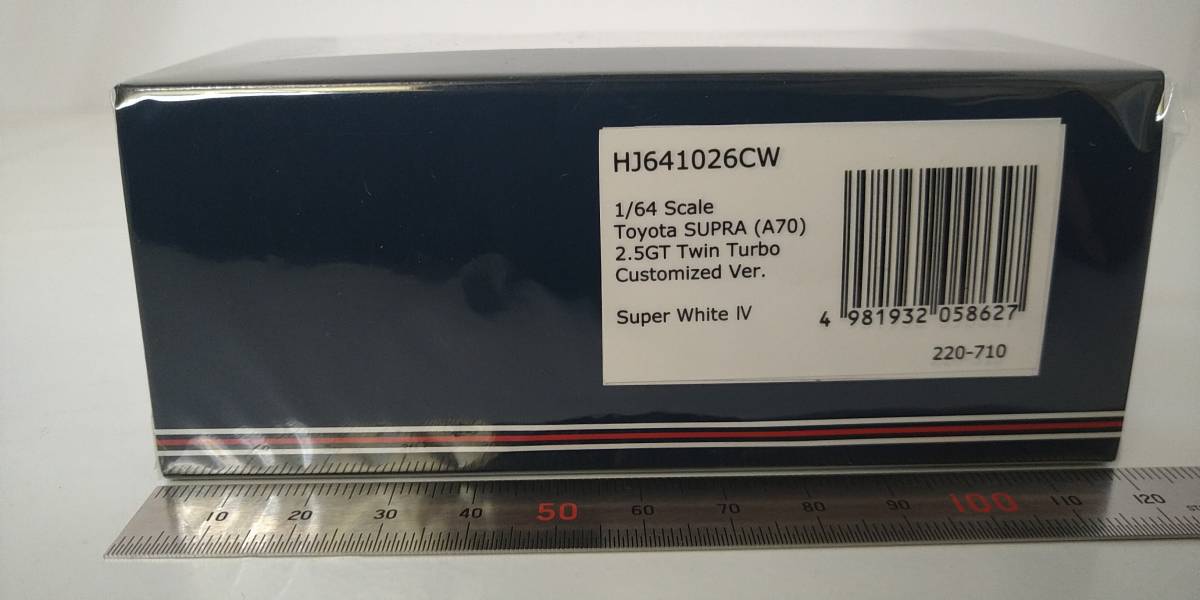 HJ641026CW
1/64 Scale
Toyota SUPRA (A70)
2.5GT Twin Turbo
Customized Ver.
Super White Ⅳ
4 981932 058627
220-710
10 20 30 40 50 60 70 80 90 100 110 120